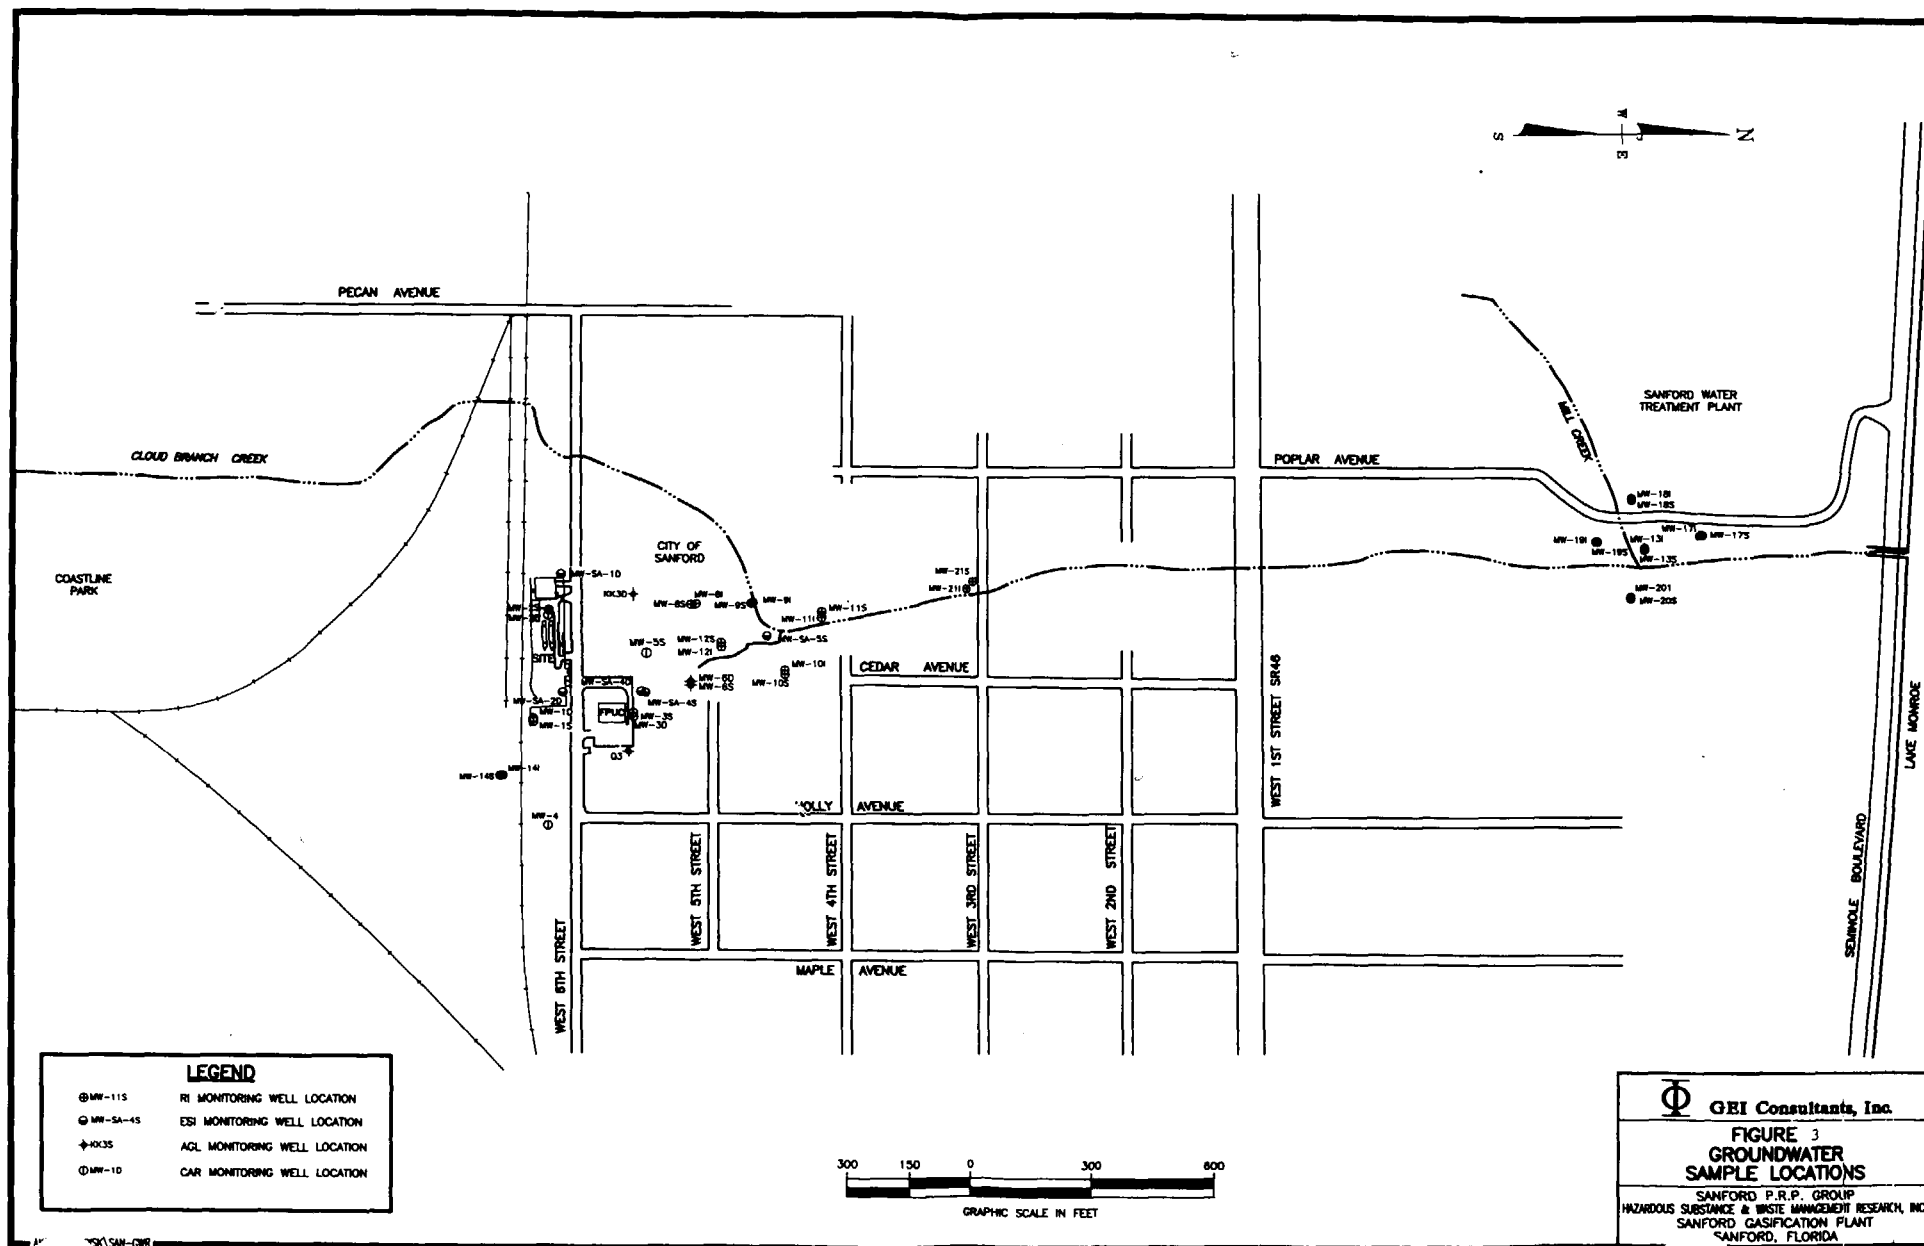 W
S
N
E
PECAN AVENUE
SANFORD WATER
TREATMENT PLANT
MILL CREEK
CLOUD BRANCH CREEK
POPLAR AVENUE
MW-18I
MW-18S
MW-17I
MW-17S
MW-19I
MW-19S
MW-13I
MW-13S
MW-20I
MW-20S
CITY OF
SANFORD
COASTLINE
PARK
MW-SA-1D
KK3D
MW-8I
MW-8S
MW-9S
MW-9I
MW-21S
MW-21I
MW-11S
MW-11I
MW-SA-5S
MW-5S
MW-12S
MW-12I
MW-10I
MW-10S
SITE
CEDAR AVENUE
MW-6D
MW-6S
MW-SA-4D
MW-SA-4S
MW-SA-2D
MW-1D
MW-1S
FPUC
MW-3S
MW-3D
MW-14S
MW-14I
MW-4
HOLLY AVENUE
MAPLE AVENUE
WEST 6TH STREET
WEST 5TH STREET
WEST 4TH STREET
WEST 3RD STREET
WEST 2ND STREET
WEST 1ST STREET SR46
SEMINOLE BOULEVARD
LAKE MONROE
LEGEND
MW-11S RI MONITORING WELL LOCATION
MW-SA-4S ESI MONITORING WELL LOCATION
KK3S AGL MONITORING WELL LOCATION
MW-1D CAR MONITORING WELL LOCATION
300 150 0 300 600
GRAPHIC SCALE IN FEET
GEI Consultants, Inc.
FIGURE 3
GROUNDWATER
SAMPLE LOCATIONS
SANFORD P.R.P. GROUP
HAZARDOUS SUBSTANCE & WASTE MANAGEMENT RESEARCH, INC
SANFORD GASIFICATION PLANT
SANFORD, FLORIDA